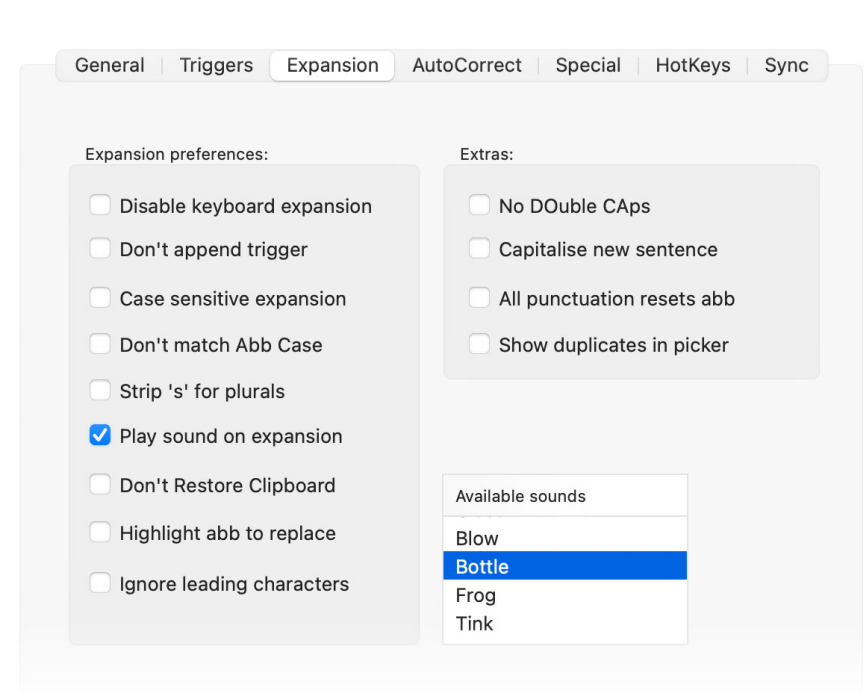 General Triggers Expansion AutoCorrect Special HotKeys Sync
Expansion preferences:
Disable keyboard expansion
Don't append trigger
Case sensitive expansion
Don't match Abb Case
Strip 's' for plurals
Play sound on expansion
Don't Restore Clipboard
Highlight abb to replace
Ignore leading characters
Extras:
No DOuble CAps
Capitalise new sentence
All punctuation resets abb
Show duplicates in picker
Available sounds
Blow
Bottle
Frog
Tink